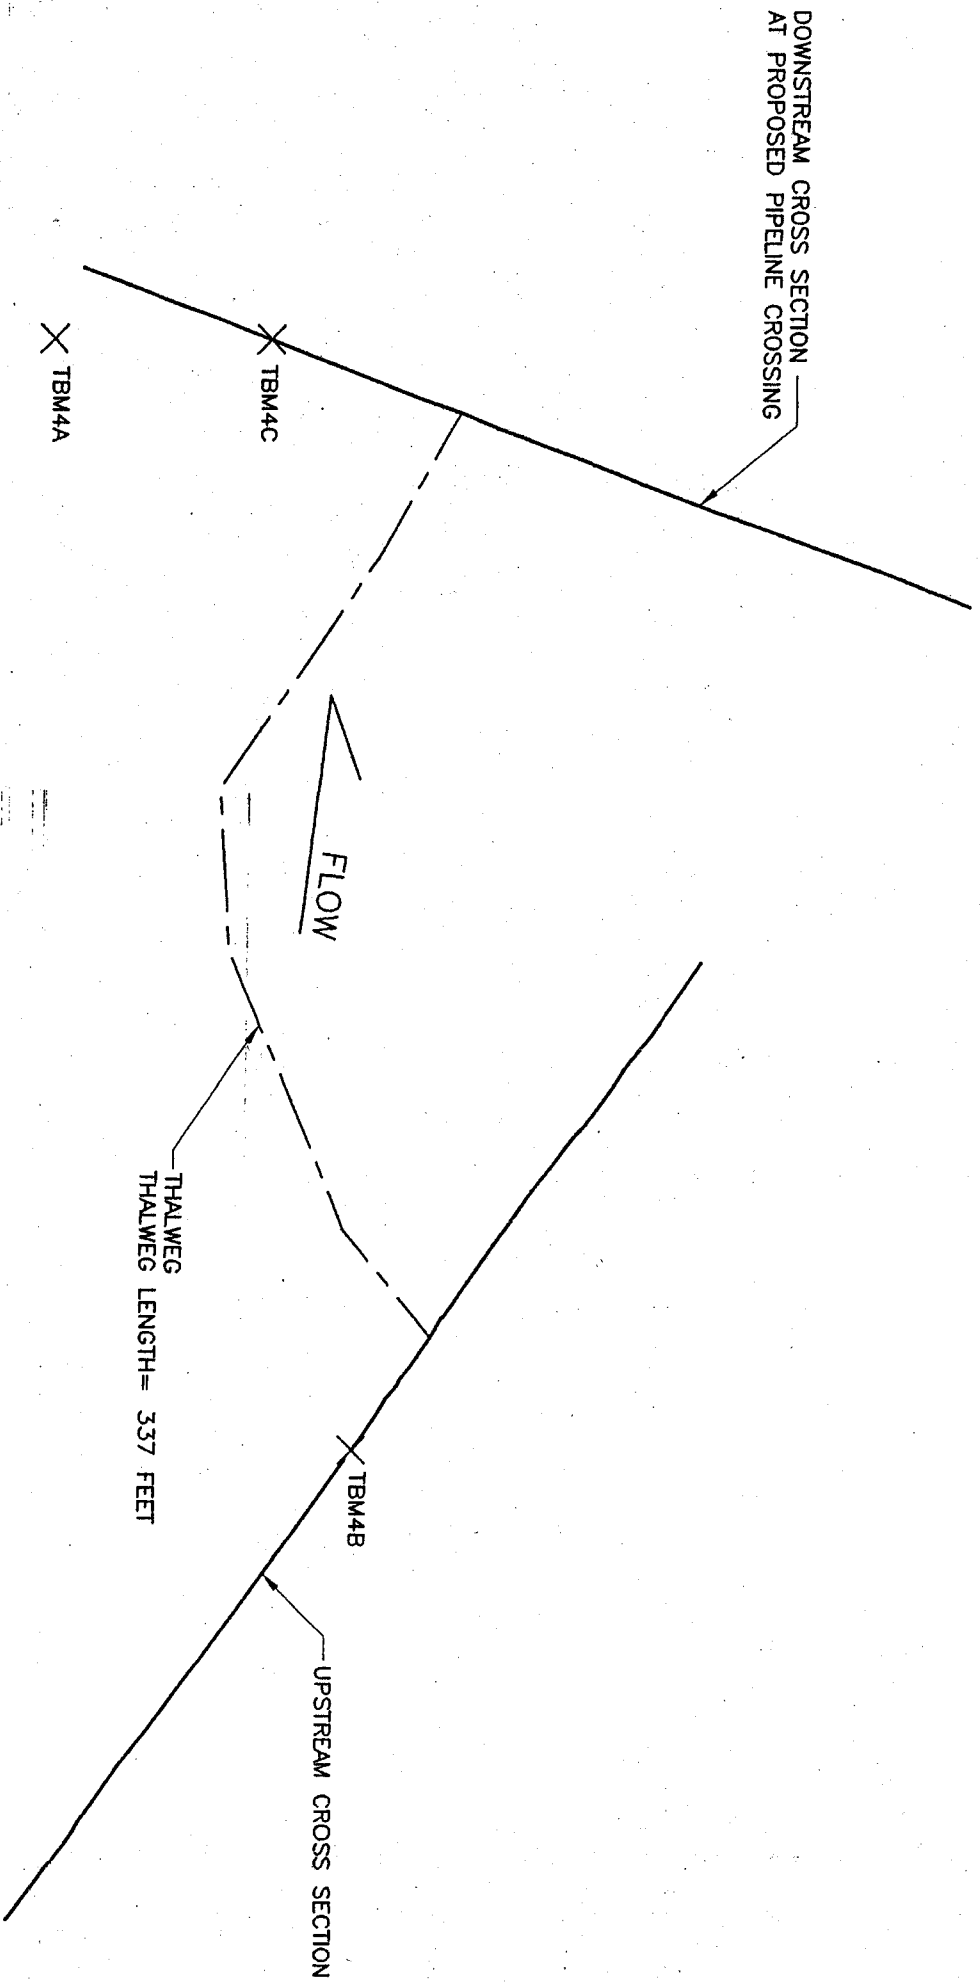 DOWNSTREAM CROSS SECTION
AT PROPOSED PIPELINE CROSSING
TBM4C
TBM4A
FLOW
THALWEG
THALWEG LENGTH= 337 FEET
TBM4B
UPSTREAM CROSS SECTION